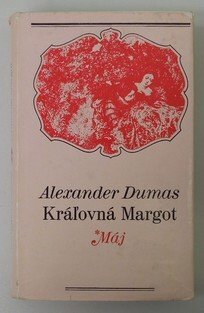 Alexander Dumas
Kráľovná Margot
*Máj